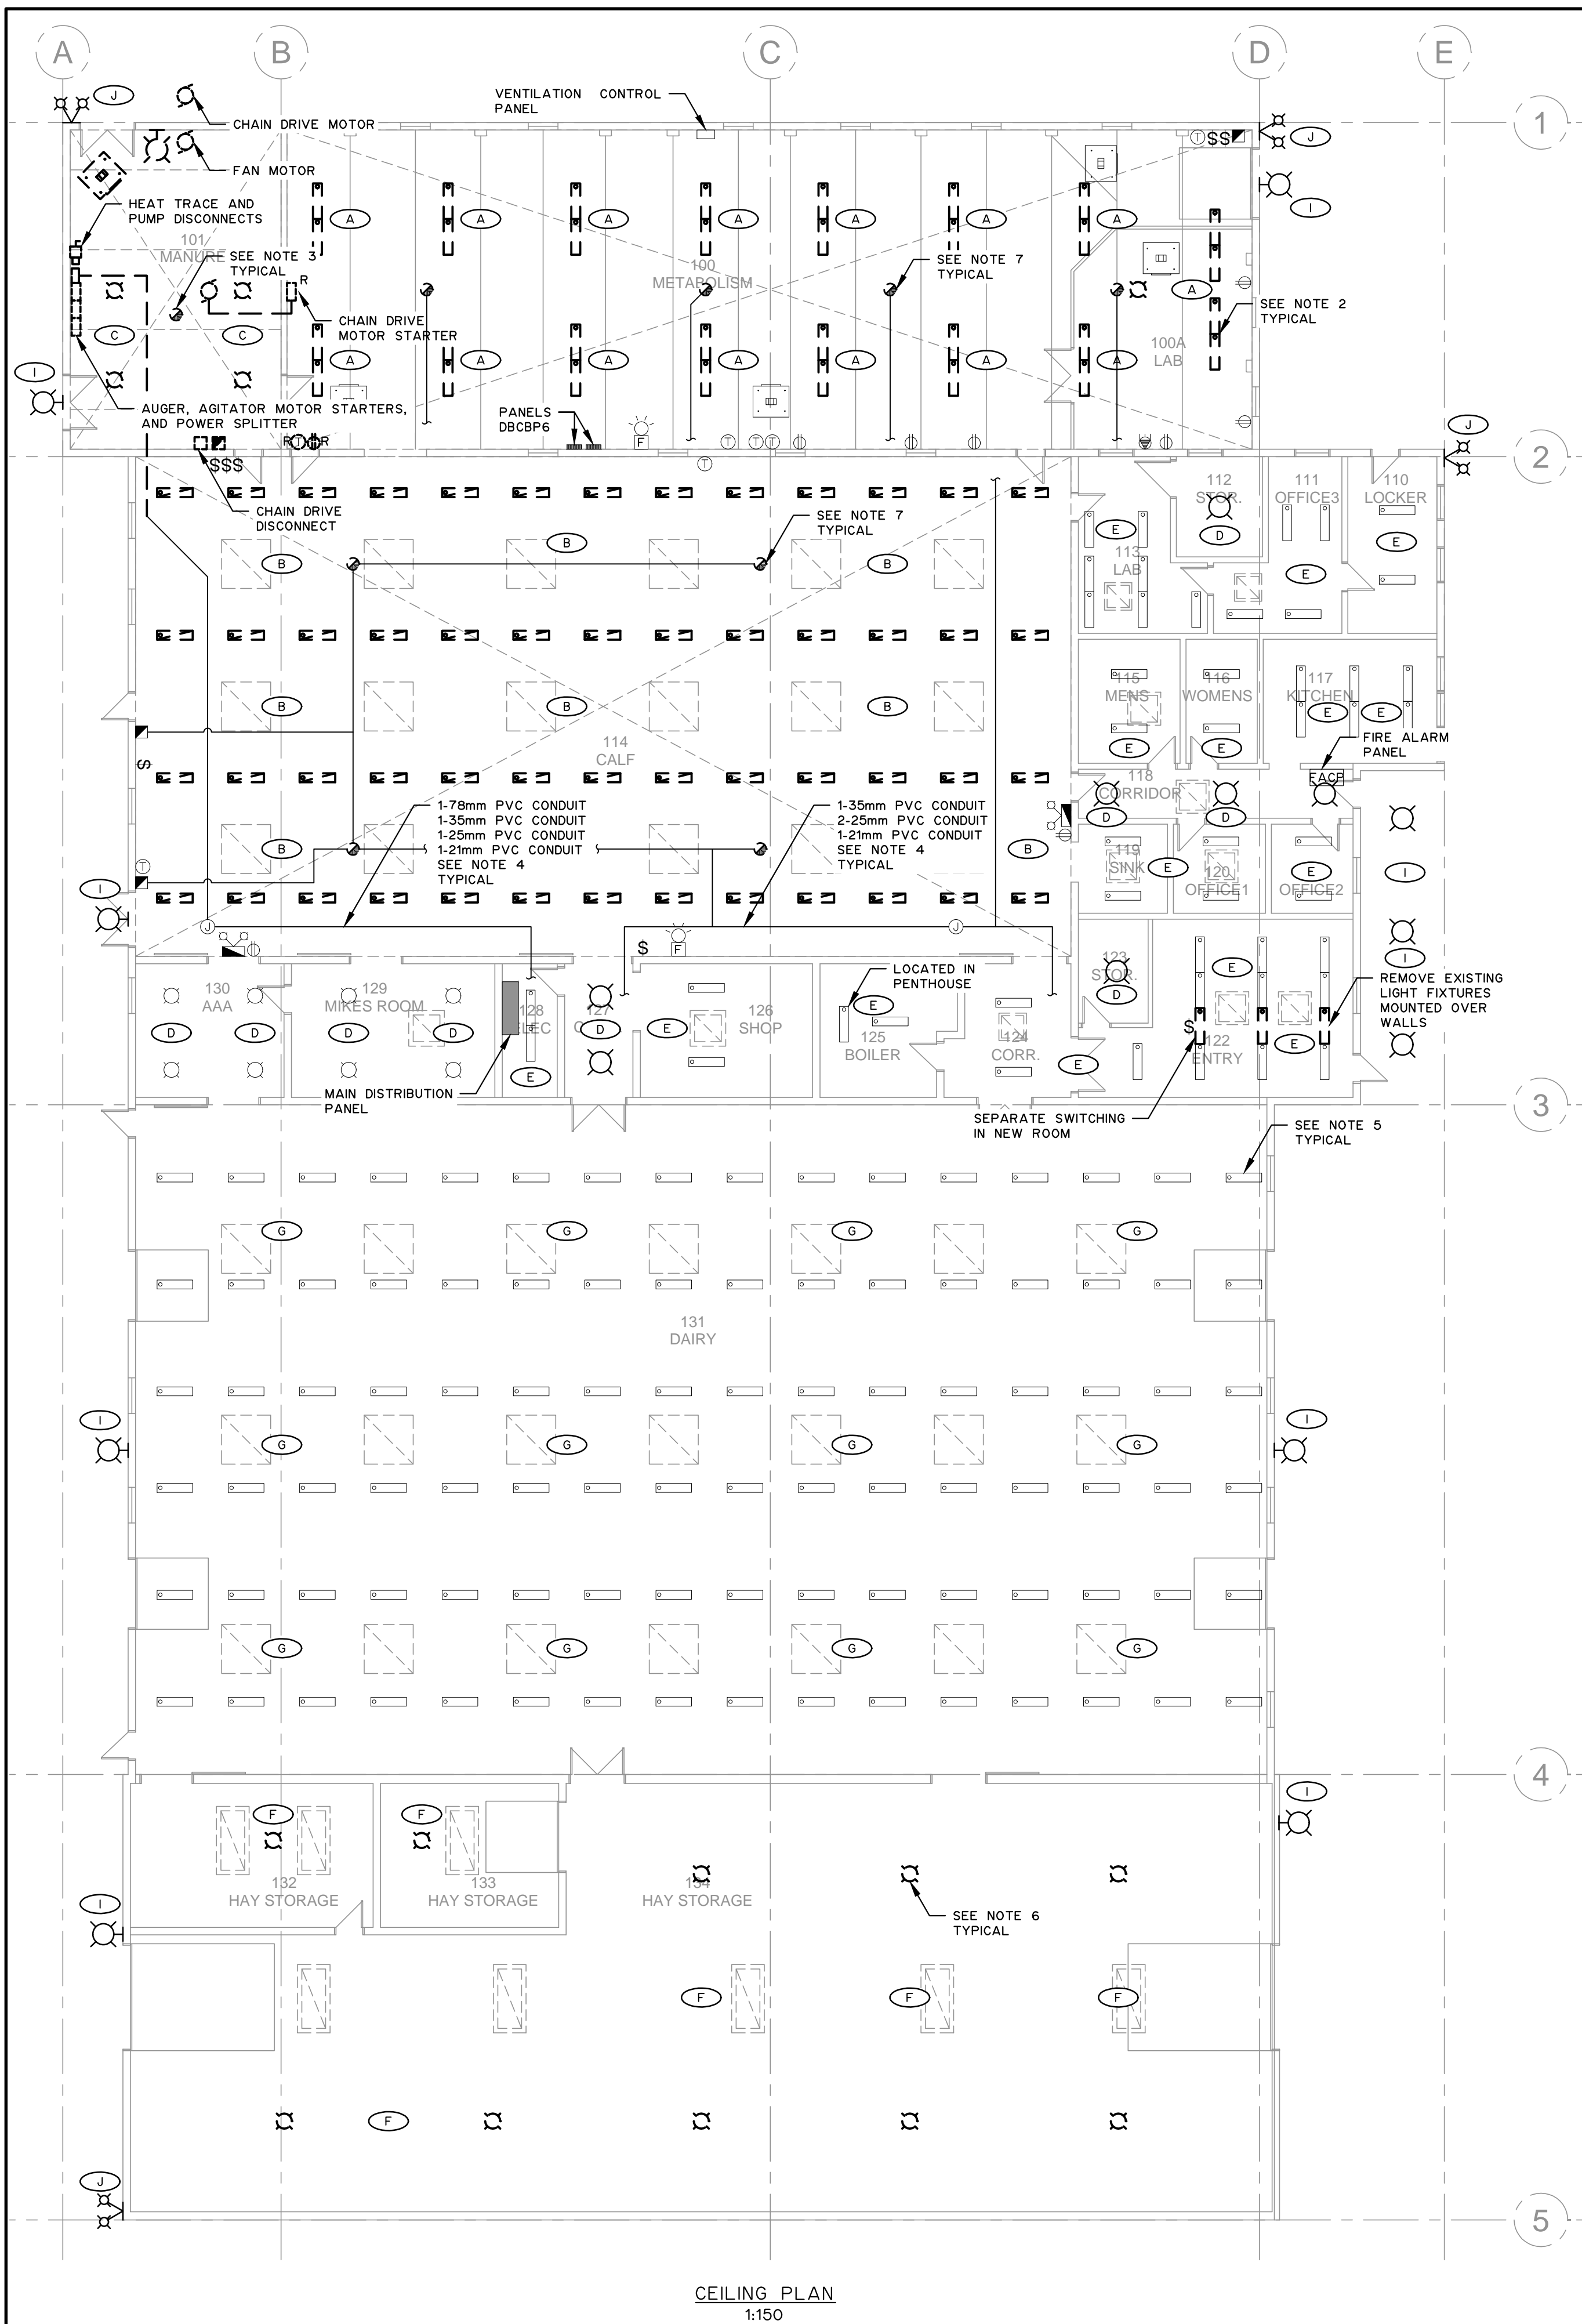 A
B
C
D
E
J
VENTILATION CONTROL
PANEL
CHAIN DRIVE MOTOR
1
T
$$
J
FAN MOTOR
HEAT TRACE AND
PUMP DISCONNECTS
I
101
MANURE
A
A
A
A
A
A
A
SEE NOTE 3
TYPICAL
100
METABOLISM
SEE NOTE 7
TYPICAL
R
A
SEE NOTE 2
TYPICAL
CHAIN DRIVE
MOTOR STARTER
C
C
100A
LAB
A
A
A
A
A
A
A
I
AUGER, AGITATOR MOTOR STARTERS,
AND POWER SPLITTER
PANELS
DBCBP6
F
J
R
T
R
T
T
T
2
$$$
T
CHAIN DRIVE
DISCONNECT
SEE NOTE 7
TYPICAL
112
STOR.
111
OFFICE3
110
LOCKER
E
D
E
B
B
B
113
LAB
E
115
MENS
116
WOMENS
117
KITCHEN
B
B
B
E
E
E
E
114
CALF
FIRE ALARM
PANEL
$
118
CORRIDOR
FACP
1-78mm PVC CONDUIT
1-35mm PVC CONDUIT
1-25mm PVC CONDUIT
1-21mm PVC CONDUIT
SEE NOTE 4
TYPICAL
1-35mm PVC CONDUIT
2-25mm PVC CONDUIT
1-21mm PVC CONDUIT
SEE NOTE 4
TYPICAL
D
D
B
B
T
119
SINK
E
120
OFFICE1
E
OFFICE2
I
I
J
$
F
J
I
130
AAA
129
MIKES ROOM
128
ELEC
127
126
SHOP
LOCATED IN
PENTHOUSE
E
123
STOR.
D
E
REMOVE EXISTING
LIGHT FIXTURES
MOUNTED OVER
WALLS
D
D
D
D
D
E
125
BOILER
124
CORR.
$
122
ENTRY
E
E
E
MAIN DISTRIBUTION
PANEL
3
SEPARATE SWITCHING
IN NEW ROOM
SEE NOTE 5
TYPICAL
G
G
G
G
131
DAIRY
I
I
G
G
G
G
G
G
G
G
4
I
F
F
132
HAY STORAGE
133
HAY STORAGE
134
HAY STORAGE
I
SEE NOTE 6
TYPICAL
F
F
F
F
J
5
CEILING PLAN
1:150